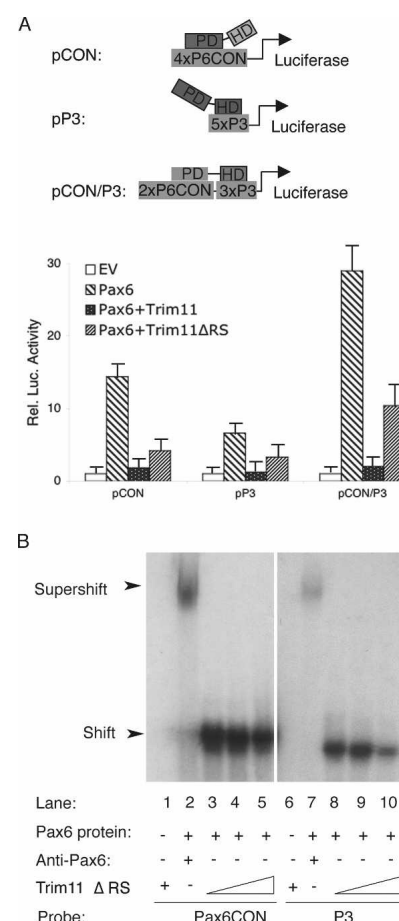 A
PD HD
pCON: 4xP6CON Luciferase
PD HD
pP3: 5xP3 Luciferase
PD HD
pCON/P3: 2xP6CON 3xP3 Luciferase
30
20
10
0
Rel. Luc. Activity
EV
Pax6
Pax6+Trim11
Pax6+Trim11ΔRS
pCON pP3 pCON/P3
B
Supershift
Shift
Lane: 1 2 3 4 5 6 7 8 9 10
Pax6 protein: - + + + + - + + + +
Anti-Pax6: - + - - - - + - - -
Trim11 Δ RS + - + -
Probe: Pax6CON P3